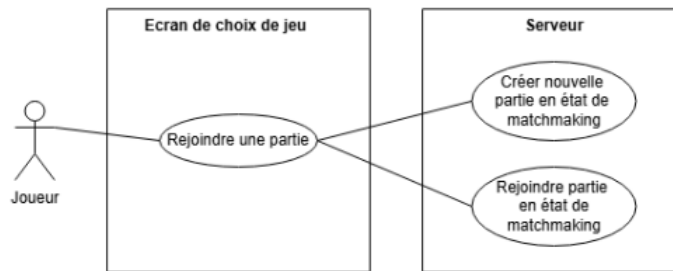 Ecran de choix de jeu
Serveur
Créer nouvelle
partie en état de
matchmaking
Rejoindre une partie
Joueur
Rejoindre partie
en état de
matchmaking